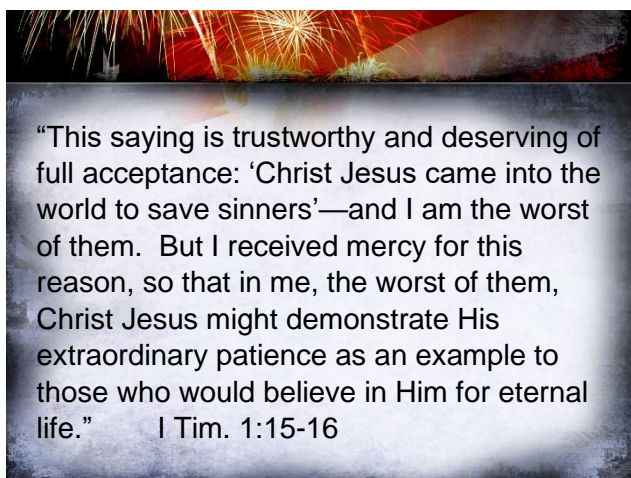 “This saying is trustworthy and deserving of
full acceptance: ‘Christ Jesus came into the
world to save sinners’—and I am the worst
of them.  But I received mercy for this
reason, so that in me, the worst of them,
Christ Jesus might demonstrate His
extraordinary patience as an example to
those who would believe in Him for eternal
life.”        I Tim. 1:15-16